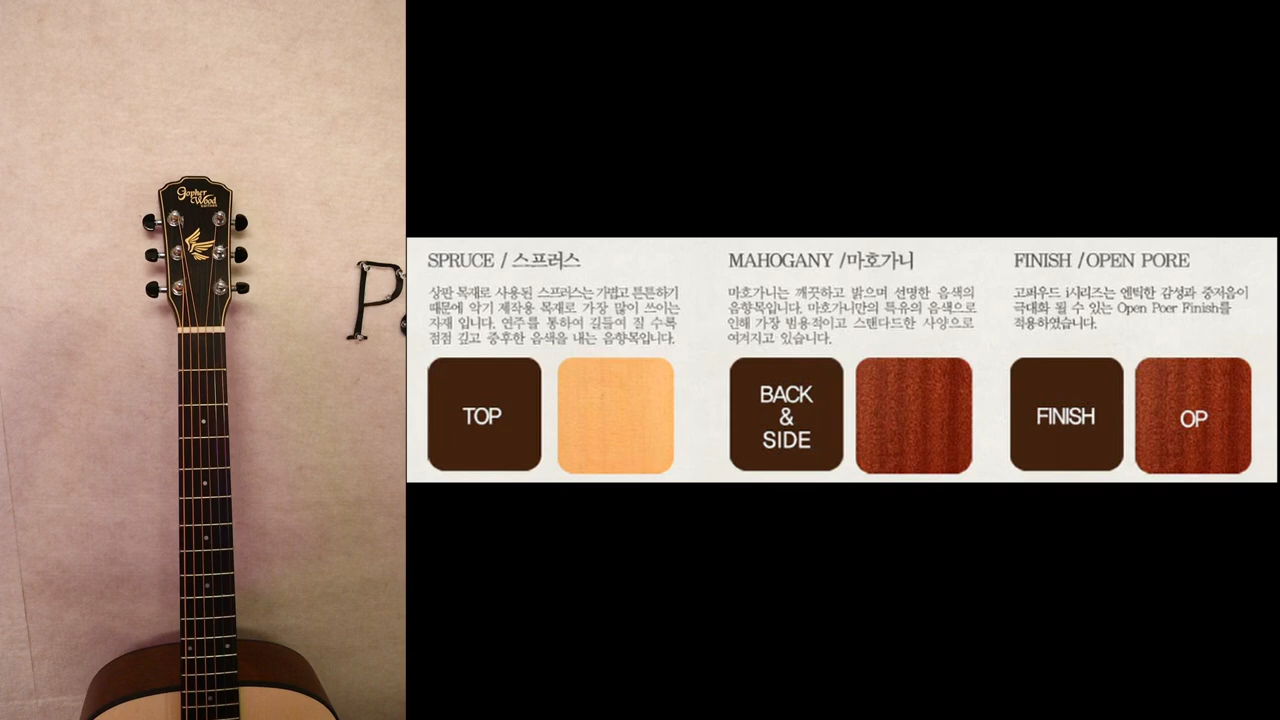 Gopher
Wood
GUITARS
P
SPRUCE / 스프러스
상판 목재로 사용된 스프러스는 가볍고 튼튼하기
때문에 악기 제작용 목재로 가장 많이 쓰이는
자재 입니다. 연주를 통하여 길들여 질 수록
점점 깊고 중후한 음색을 내는 음향목입니다.
TOP
MAHOGANY /마호가니
마호가니는 깨끗하고 밝으며 선명한 음색의
음향목입니다. 마호가니만의 특유의 음색으로
인해 가장 범용적이고 스탠다드한 사양으로
여겨지고 있습니다.
BACK
&
SIDE
FINISH /OPEN PORE
고퍼우드 i시리즈는 엔틱한 감성과 중저음이
극대화 될 수 있는 Open Poer Finish를
적용하였습니다.
FINISH
OP